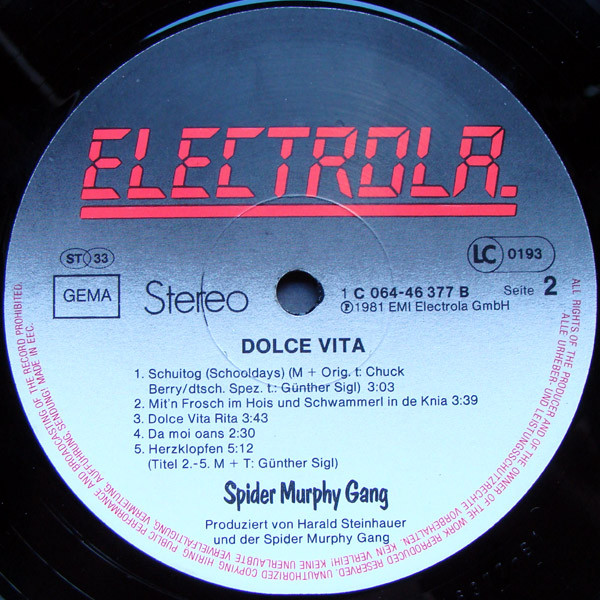 ELECTROLA.
ST 33
LC 0193
GEMA
Stereo
1 C 064-46 377 B
Seite 2
Ⓟ1981 EMI Electrola GmbH
DOLCE VITA
1. Schuitog (Schooldays) (M + Orig. t: Chuck
Berry/dtsch. Spez. t.: Günther Sigl) 3:03
2. Mit'n Frosch im Hois und Schwammerl in de Knia 3:39
3. Dolce Vita Rita 3:43
4. Da moi oans 2:30
5. Herzklopfen 5:12
(Titel 2.-5. M + T: Günther Sigl)
Spider Murphy Gang
Produziert von Harald Steinhauer
und der Spider Murphy Gang
ALL RIGHTS OF THE PRODUCER AND OF THE OWNER OF THE WORK REPRODUCED RESERVED. UNAUTHORIZED COPYING HIRING PUBLIC PERFORMANCE AND BROADCASTING OF THE RECORD PROHIBITED.
ALLE URHEBER- UND LEISTUNGSSCHUTZRECHTE VORBEHALTEN. KEIN VERLEIH! KEINE UNERLAUBTE VERVIELFÄLTIGUNG, VERMIETUNG, AUFFÜHRUNG, SENDUNG! MADE IN EEC.